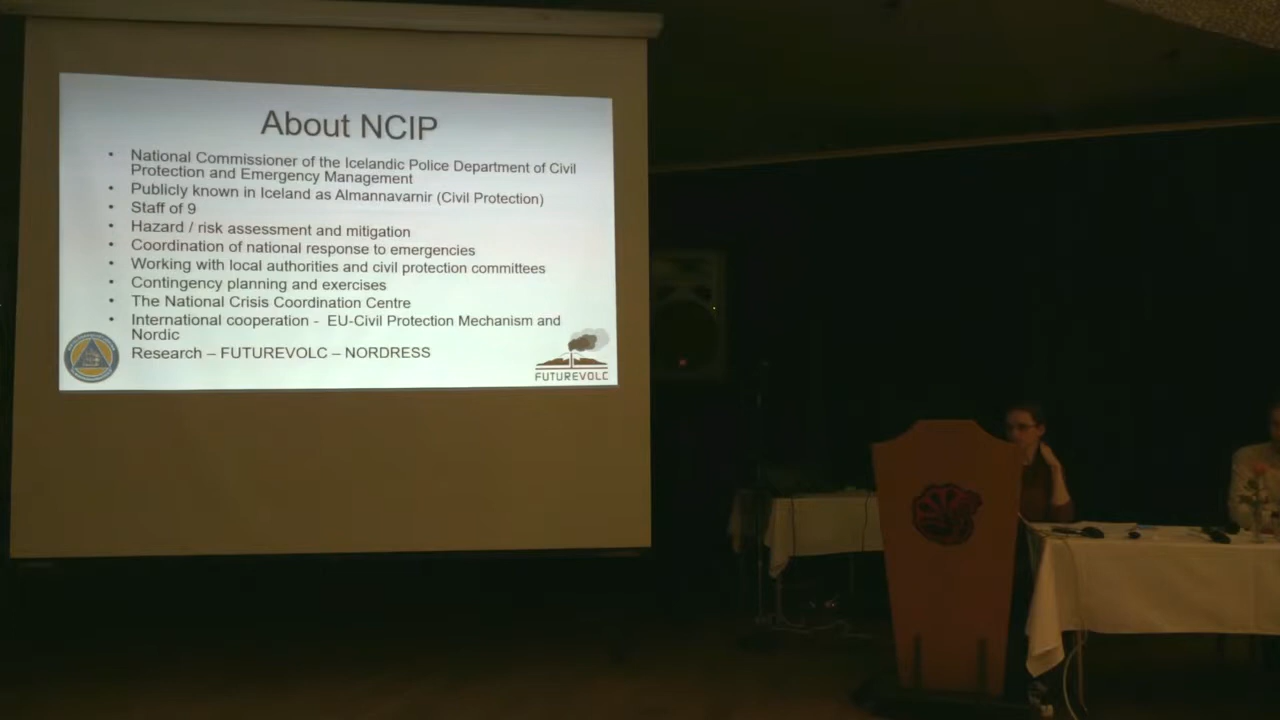 About NCIP
• National Commissioner of the Icelandic Police Department of Civil
Protection and Emergency Management
• Publicly known in Iceland as Almannavarnir (Civil Protection)
• Staff of 9
• Hazard / risk assessment and mitigation
• Coordination of national response to emergencies
• Working with local authorities and civil protection committees
• Contingency planning and exercises
• The National Crisis Coordination Centre
• International cooperation - EU-Civil Protection Mechanism and
Nordic
Research – FUTUREVOLC – NORDRESS
FUTUREVOLC